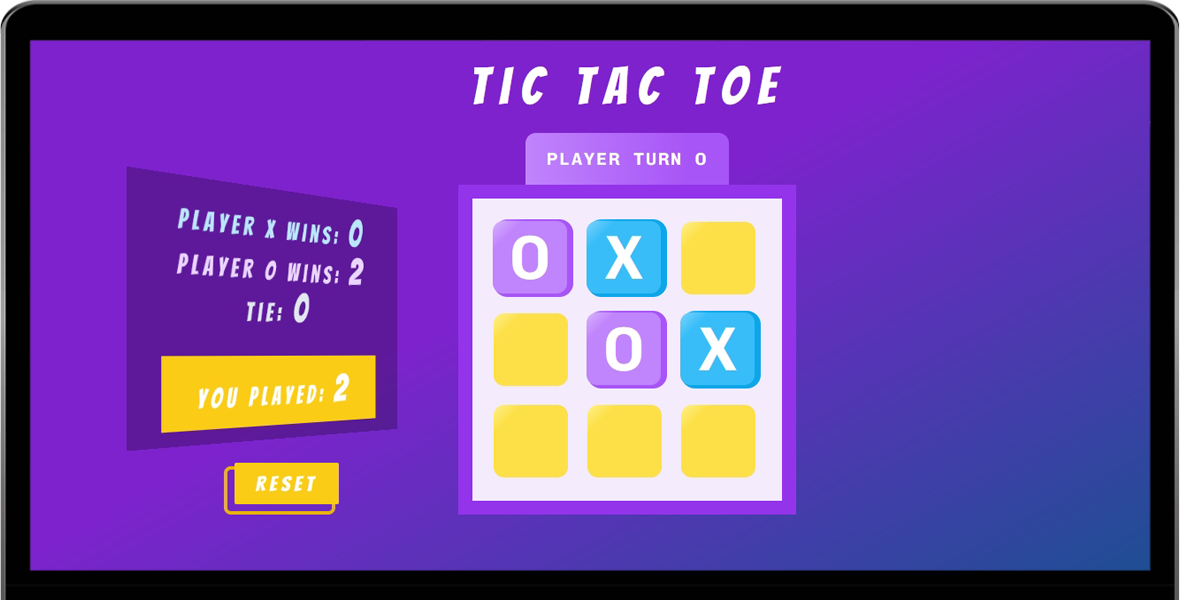 TIC TAC TOE
PLAYER TURN O
PLAYER X WINS: 0
PLAYER O WINS: 2
TIE: 0
YOU PLAYED: 2
RESET
O X
O X